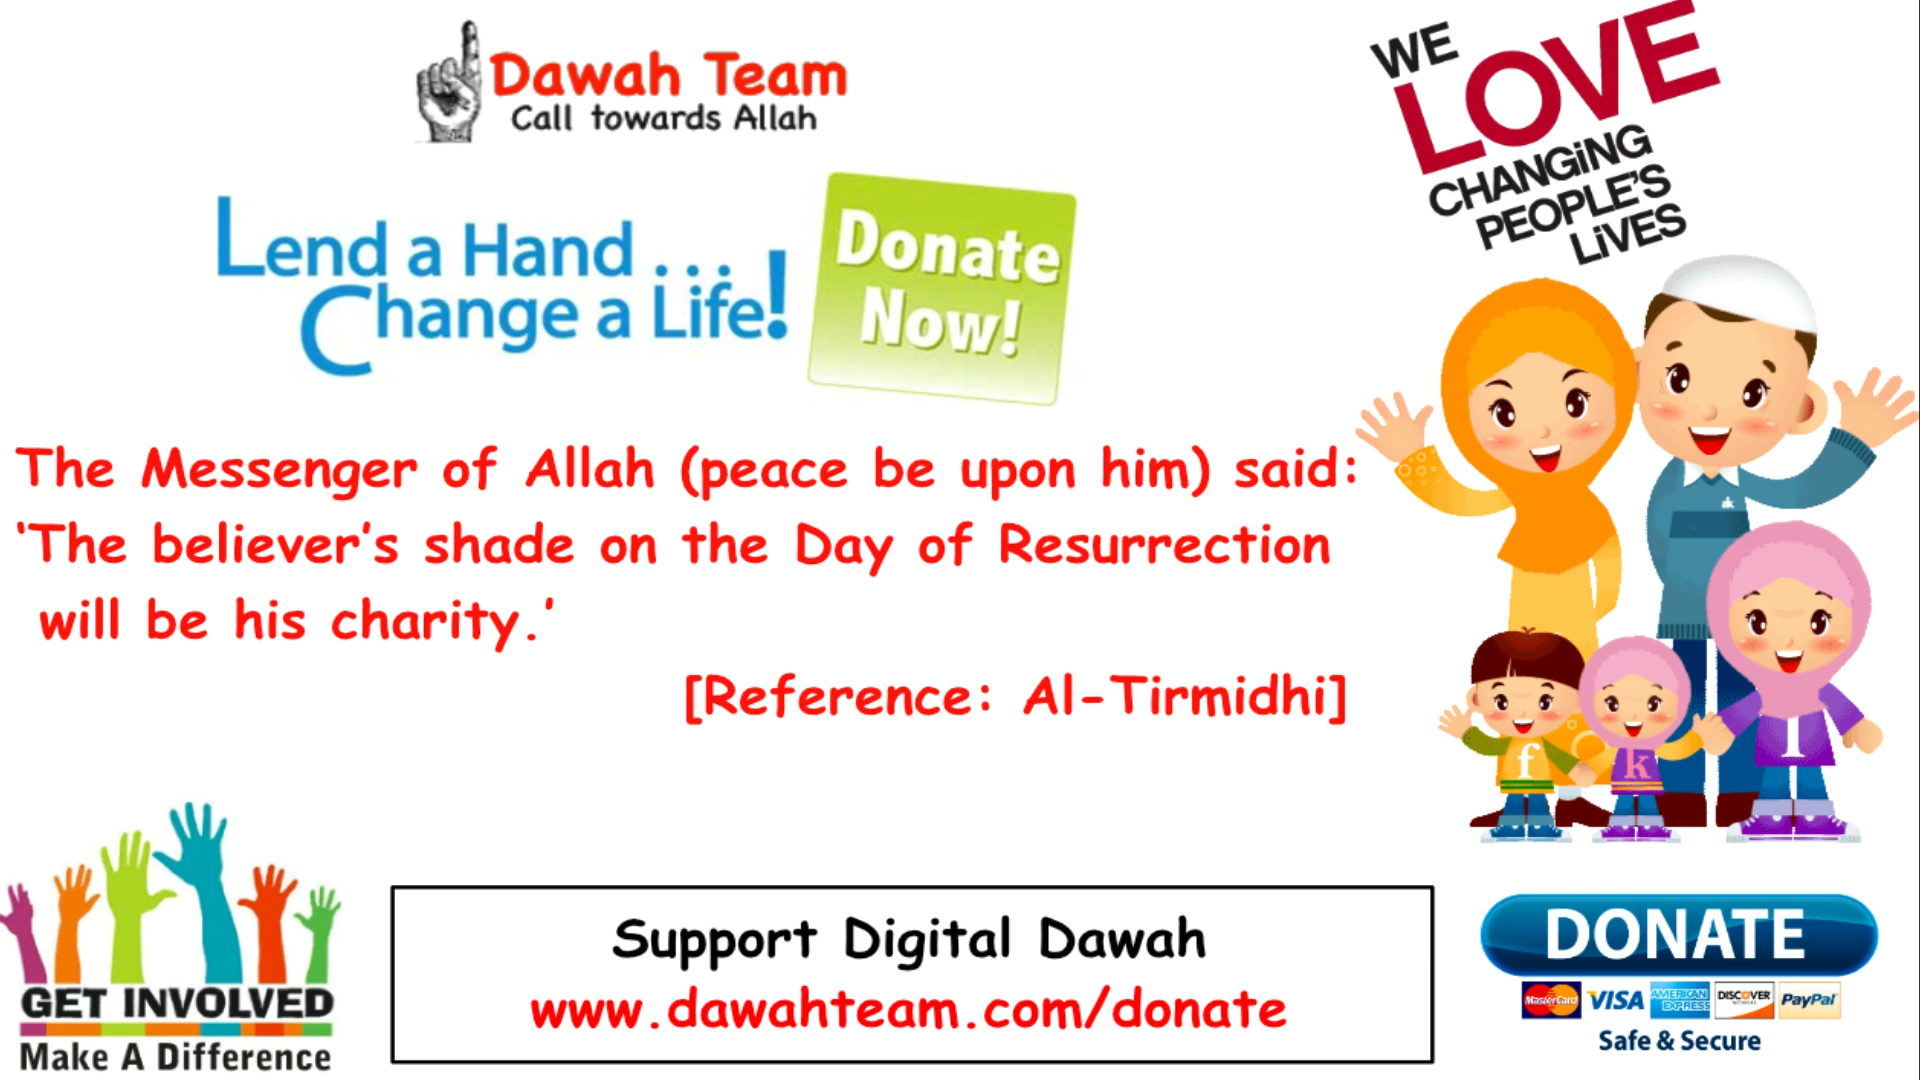 Dawah Team
Call towards Allah
WE
LOVE
CHANGiNG
PEOPLE'S
LiVES
Lend a Hand ...
Change a Life!
Donate
Now!
The Messenger of Allah (peace be upon him) said:
‘The believer’s shade on the Day of Resurrection
will be his charity.’
[Reference: Al-Tirmidhi]
f
k
l
GET INVOLVED
Make A Difference
Support Digital Dawah
www.dawahteam.com/donate
DONATE
MasterCard VISA AMERICAN EXPRESS DISCOVER NETWORK PayPal
Safe & Secure